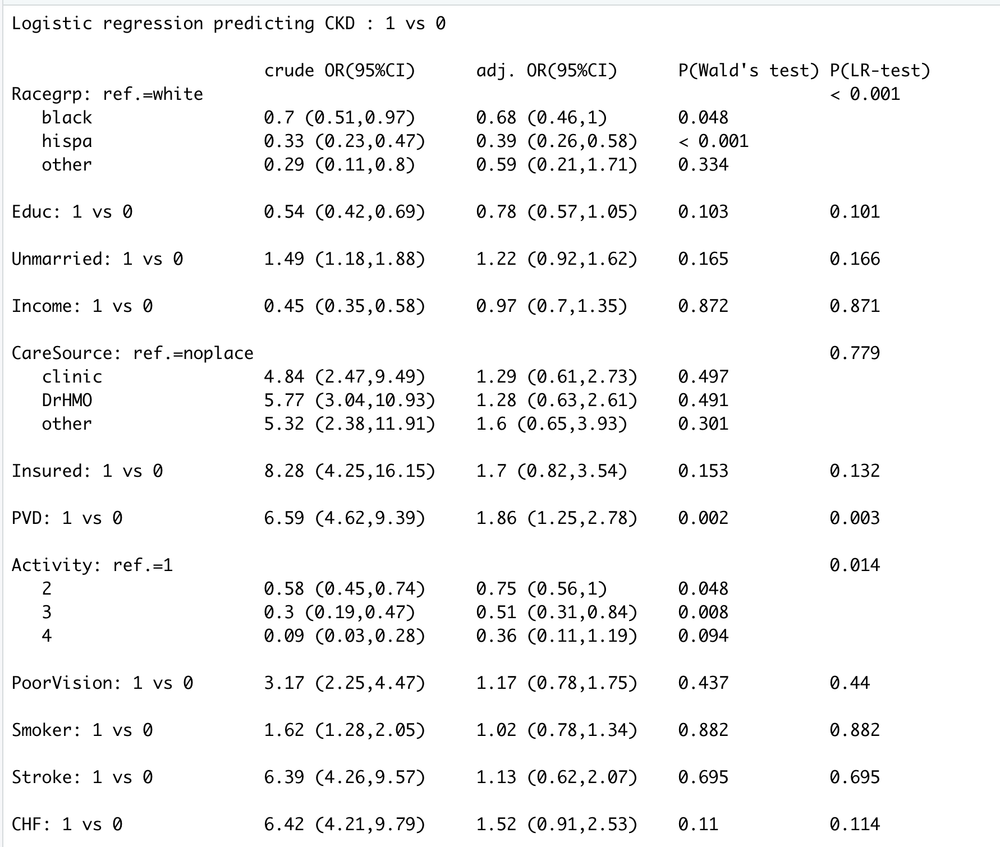 Logistic regression predicting CKD : 1 vs 0
crude OR(95%CI) adj. OR(95%CI) P(Wald's test) P(LR-test)
Racegrp: ref.=white < 0.001
black 0.7 (0.51,0.97) 0.68 (0.46,1) 0.048
hispa 0.33 (0.23,0.47) 0.39 (0.26,0.58) < 0.001
other 0.29 (0.11,0.8) 0.59 (0.21,1.71) 0.334
Educ: 1 vs 0 0.54 (0.42,0.69) 0.78 (0.57,1.05) 0.103 0.101
Unmarried: 1 vs 0 1.49 (1.18,1.88) 1.22 (0.92,1.62) 0.165 0.166
Income: 1 vs 0 0.45 (0.35,0.58) 0.97 (0.7,1.35) 0.872 0.871
CareSource: ref.=noplace 0.779
clinic 4.84 (2.47,9.49) 1.29 (0.61,2.73) 0.497
DrHMO 5.77 (3.04,10.93) 1.28 (0.63,2.61) 0.491
other 5.32 (2.38,11.91) 1.6 (0.65,3.93) 0.301
Insured: 1 vs 0 8.28 (4.25,16.15) 1.7 (0.82,3.54) 0.153 0.132
PVD: 1 vs 0 6.59 (4.62,9.39) 1.86 (1.25,2.78) 0.002 0.003
Activity: ref.=1 0.014
2 0.58 (0.45,0.74) 0.75 (0.56,1) 0.048
3 0.3 (0.19,0.47) 0.51 (0.31,0.84) 0.008
4 0.09 (0.03,0.28) 0.36 (0.11,1.19) 0.094
PoorVision: 1 vs 0 3.17 (2.25,4.47) 1.17 (0.78,1.75) 0.437 0.44
Smoker: 1 vs 0 1.62 (1.28,2.05) 1.02 (0.78,1.34) 0.882 0.882
Stroke: 1 vs 0 6.39 (4.26,9.57) 1.13 (0.62,2.07) 0.695 0.695
CHF: 1 vs 0 6.42 (4.21,9.79) 1.52 (0.91,2.53) 0.11 0.114